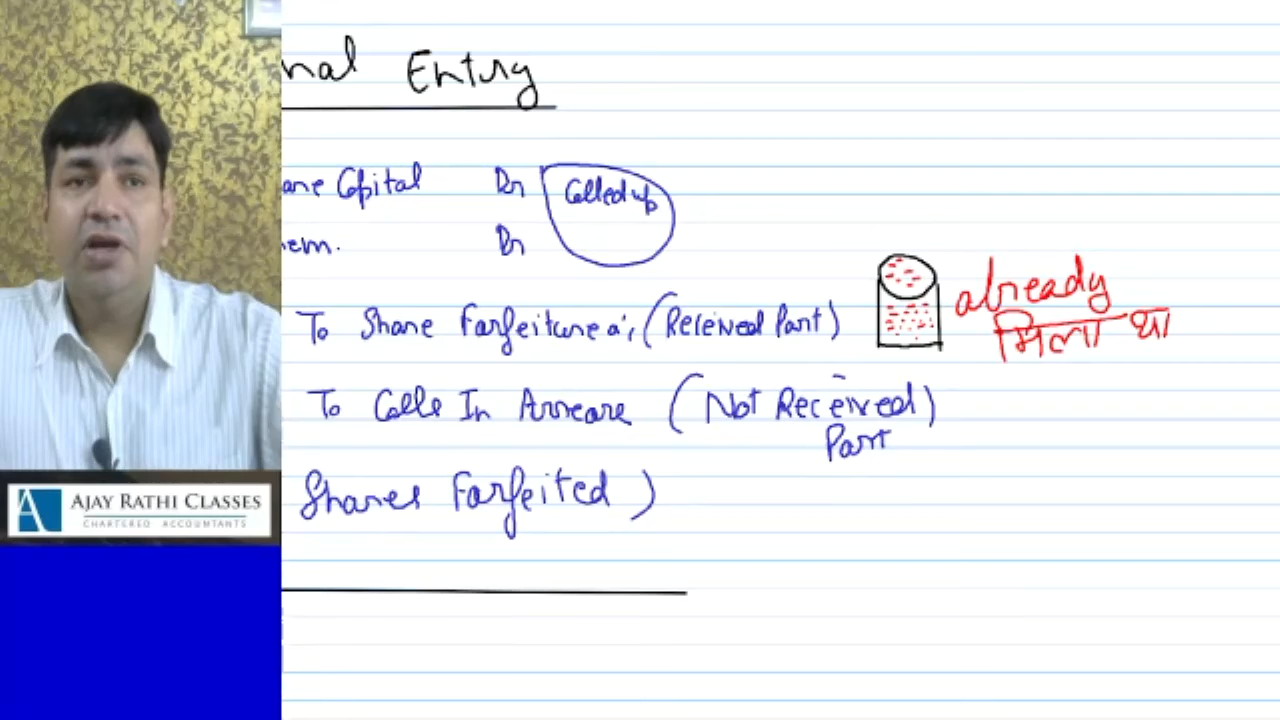 nal Entry
are Capital Dr Called up
em. Dr
To Share Forfeiture a/c (Received Part)
already
मिला था
To Calls In Arrears (Not Received)
Part
Shares Forfeited)
AJAY RATHI CLASSES
CHARTERED ACCOUNTANTS